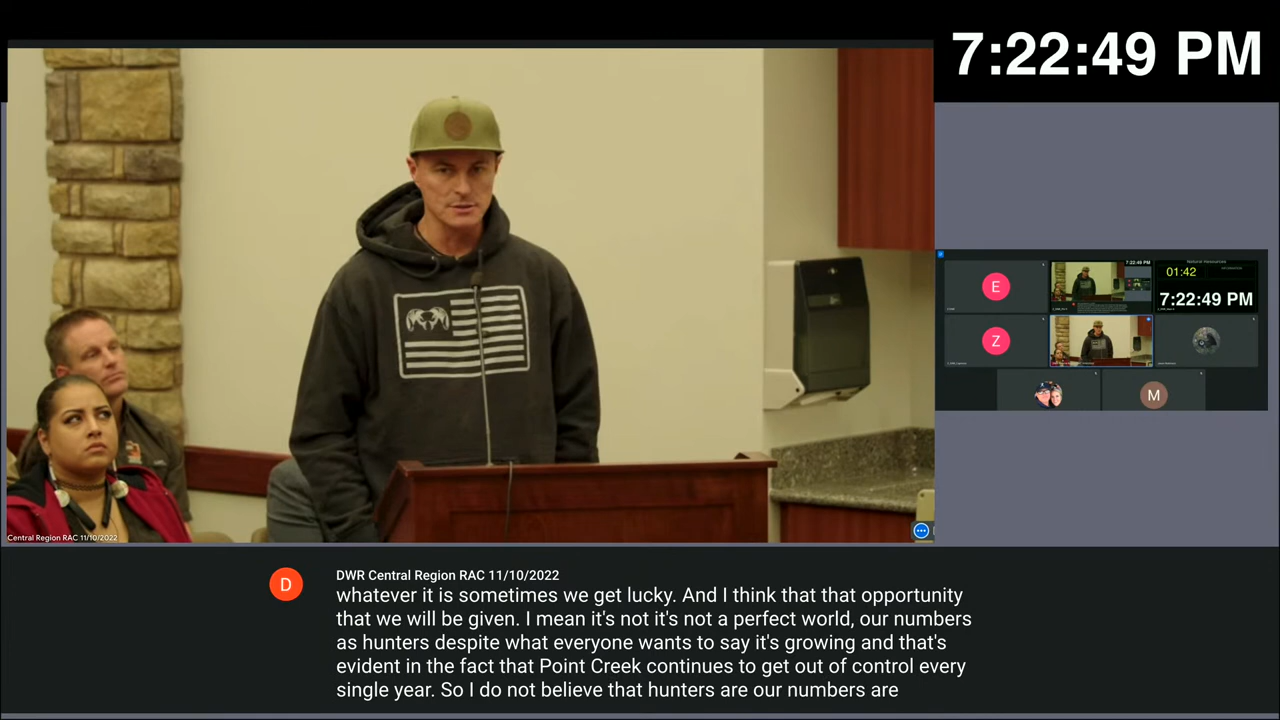 7:22:49 PM
E
01:42
7:22:49 PM
Z
M
Central Region RAC 11/10/2022
D
DWR Central Region RAC 11/10/2022
whatever it is sometimes we get lucky. And I think that that opportunity
that we will be given. I mean it's not it's not a perfect world, our numbers
as hunters despite what everyone wants to say it's growing and that's
evident in the fact that Point Creek continues to get out of control every
single year. So I do not believe that hunters are our numbers are